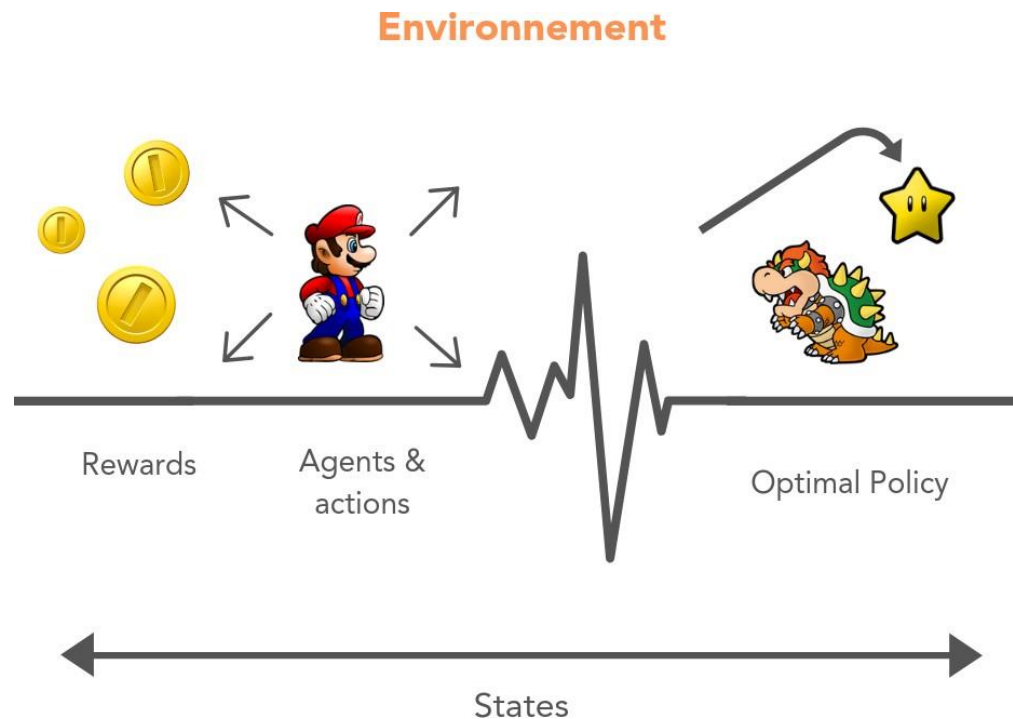 Environnement
Rewards
Agents &
actions
Optimal Policy
States